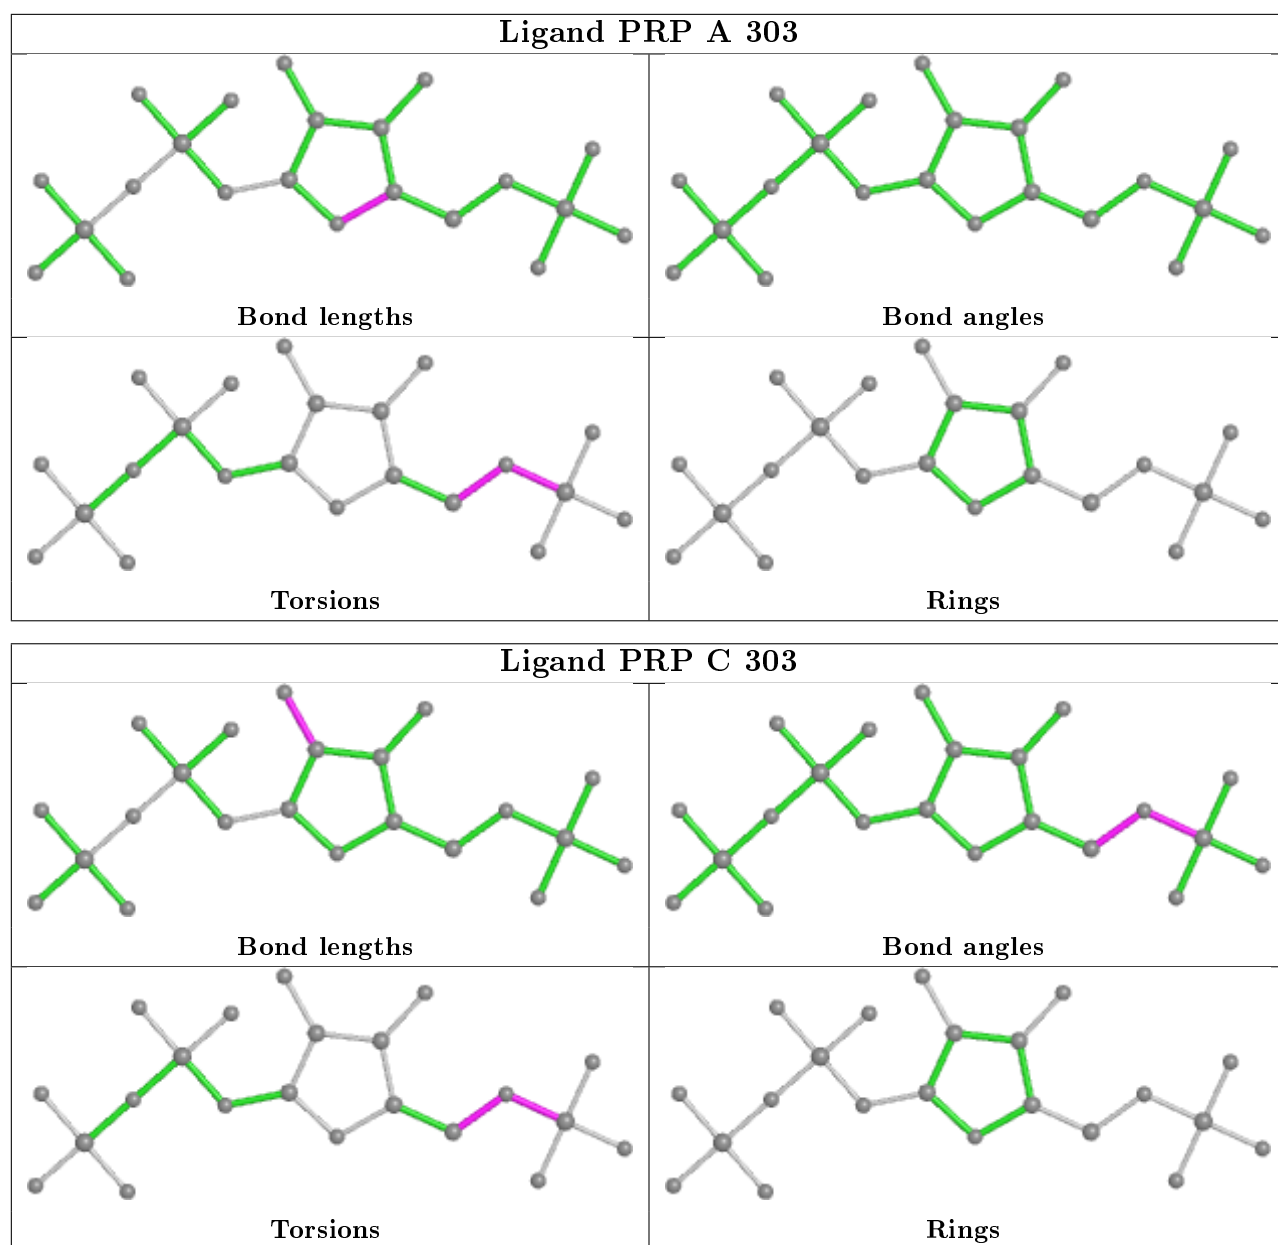 Ligand PRP A 303
Bond lengths
Bond angles
Torsions
Rings
Ligand PRP C 303
Bond lengths
Bond angles
Torsions
Rings